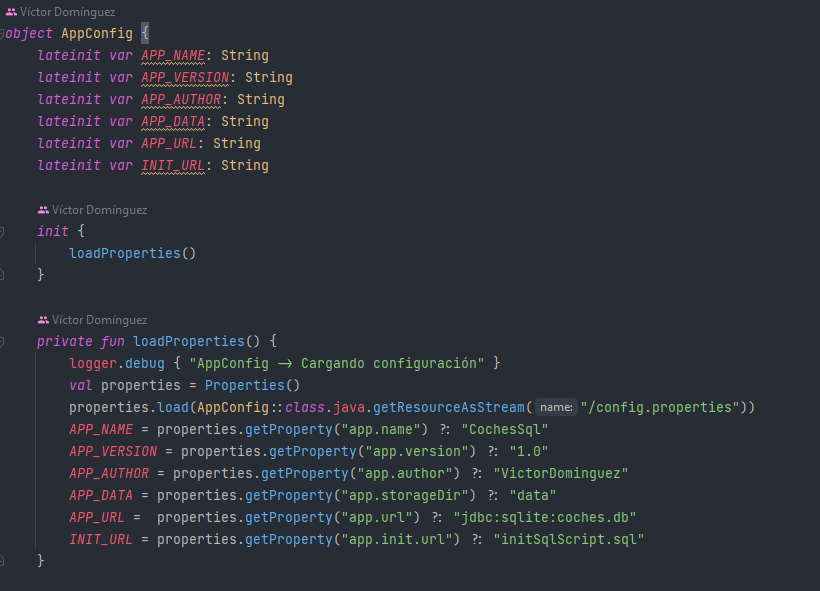 Víctor Domínguez
object AppConfig {
    lateinit var APP_NAME: String
    lateinit var APP_VERSION: String
    lateinit var APP_AUTHOR: String
    lateinit var APP_DATA: String
    lateinit var APP_URL: String
    lateinit var INIT_URL: String
    Víctor Domínguez
    init {
        loadProperties()
    }
    Víctor Domínguez
    private fun loadProperties() {
        logger.debug { "AppConfig -> Cargando configuración" }
        val properties = Properties()
        properties.load(AppConfig::class.java.getResourceAsStream( name: "/config.properties"))
        APP_NAME = properties.getProperty("app.name") ?: "CochesSql"
        APP_VERSION = properties.getProperty("app.version") ?: "1.0"
        APP_AUTHOR = properties.getProperty("app.author") ?: "VictorDominguez"
        APP_DATA = properties.getProperty("app.storageDir") ?: "data"
        APP_URL =  properties.getProperty("app.url") ?: "jdbc:sqlite:coches.db"
        INIT_URL = properties.getProperty("app.init.url") ?: "initSqlScript.sql"
    }